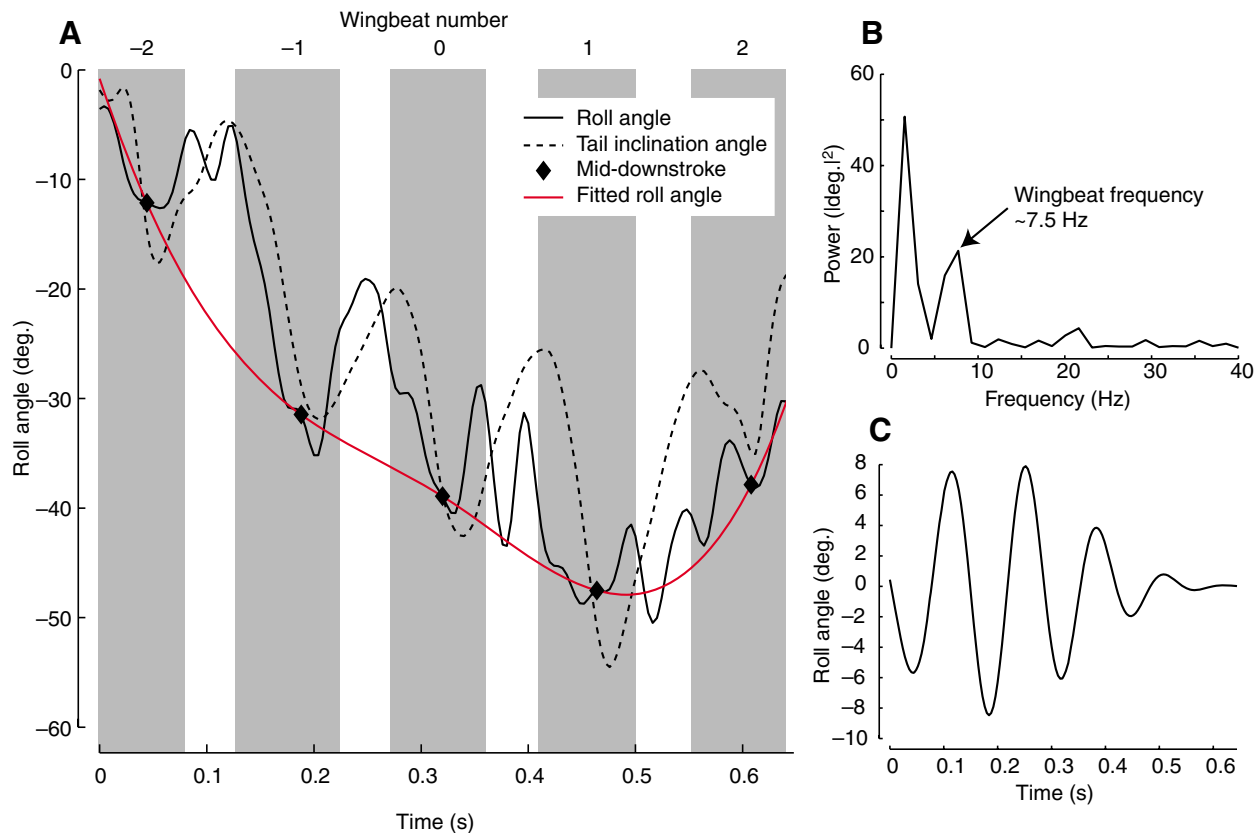 A
Wingbeat number
–2 –1 0 1 2
0
–10
–20
–30
–40
–50
–60
Roll angle (deg.)
Roll angle
Tail inclination angle
Mid-downstroke
Fitted roll angle
0 0.1 0.2 0.3 0.4 0.5 0.6
Time (s)
B
60
40
20
0
Power (|deg.|²)
Wingbeat frequency
~7.5 Hz
0 10 20 30 40
Frequency (Hz)
C
8
6
4
2
0
–2
–4
–6
–8
–10
Roll angle (deg.)
0 0.1 0.2 0.3 0.4 0.5 0.6
Time (s)